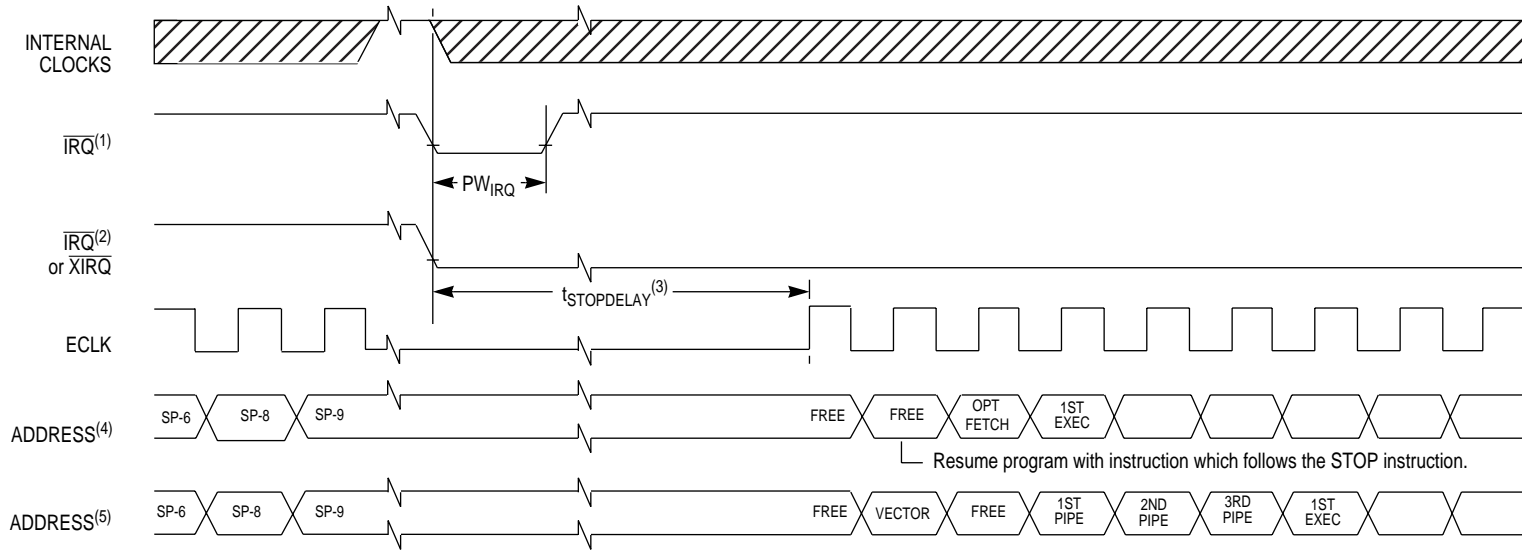 INTERNAL
CLOCKS
IRQ(1)
PWIRQ
IRQ(2)
or XIRQ
tSTOPDELAY(3)
ECLK
ADDRESS(4)
SP-6 SP-8 SP-9 FREE FREE OPT FETCH 1ST EXEC
Resume program with instruction which follows the STOP instruction.
ADDRESS(5)
SP-6 SP-8 SP-9 FREE VECTOR FREE 1ST PIPE 2ND PIPE 3RD PIPE 1ST EXEC